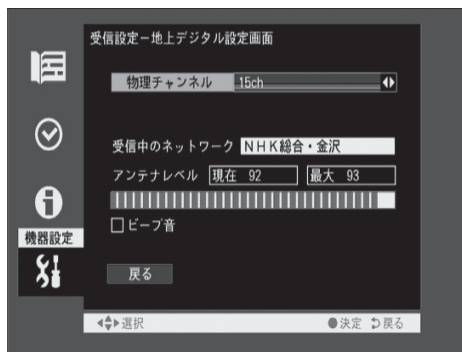 受信設定－地上デジタル設定画面
物理チャンネル 15ch
受信中のネットワーク NHK総合・金沢
アンテナレベル 現在 92 最大 93
ビープ音
機器設定
戻る
選択 決定 戻る